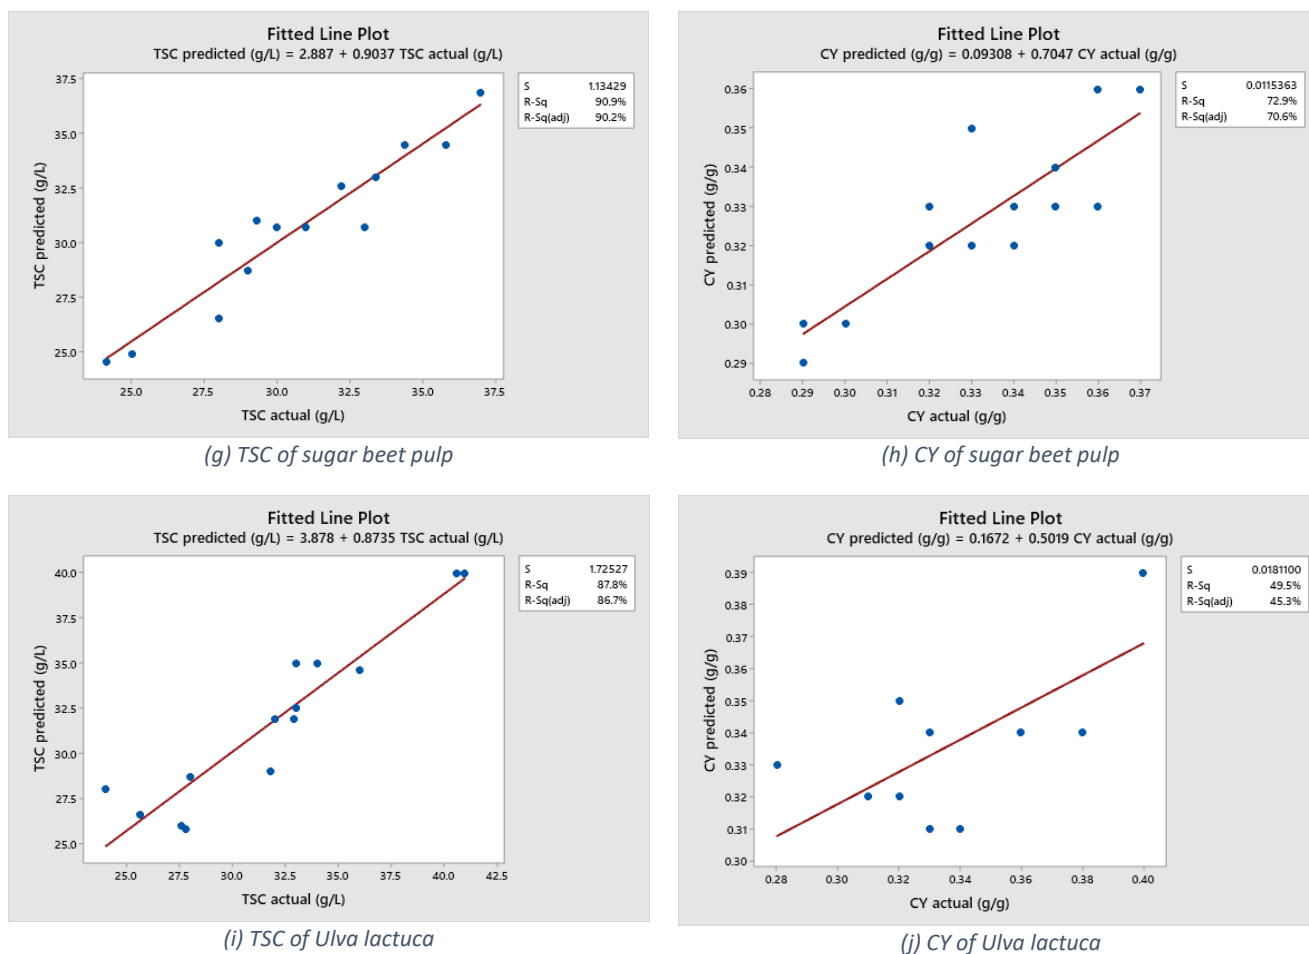 Fitted Line Plot
TSC predicted (g/L) = 2.887 + 0.9037 TSC actual (g/L)
S 1.13429
R-Sq 90.9%
R-Sq(adj) 90.2%
TSC predicted (g/L)
37.5
35.0
32.5
30.0
27.5
25.0
25.0 27.5 30.0 32.5 35.0 37.5
TSC actual (g/L)
(g) TSC of sugar beet pulp
Fitted Line Plot
CY predicted (g/g) = 0.09308 + 0.7047 CY actual (g/g)
S 0.0115363
R-Sq 72.9%
R-Sq(adj) 70.6%
CY predicted (g/g)
0.36
0.35
0.34
0.33
0.32
0.31
0.30
0.29
0.28 0.29 0.30 0.31 0.32 0.33 0.34 0.35 0.36 0.37
CY actual (g/g)
(h) CY of sugar beet pulp
Fitted Line Plot
TSC predicted (g/L) = 3.878 + 0.8735 TSC actual (g/L)
S 1.72527
R-Sq 87.8%
R-Sq(adj) 86.7%
TSC predicted (g/L)
40.0
37.5
35.0
32.5
30.0
27.5
25.0
25.0 27.5 30.0 32.5 35.0 37.5 40.0 42.5
TSC actual (g/L)
(i) TSC of Ulva lactuca
Fitted Line Plot
CY predicted (g/g) = 0.1672 + 0.5019 CY actual (g/g)
S 0.0181100
R-Sq 49.5%
R-Sq(adj) 45.3%
CY predicted (g/g)
0.39
0.38
0.37
0.36
0.35
0.34
0.33
0.32
0.31
0.30
0.28 0.30 0.32 0.34 0.36 0.38 0.40
CY actual (g/g)
(j) CY of Ulva lactuca